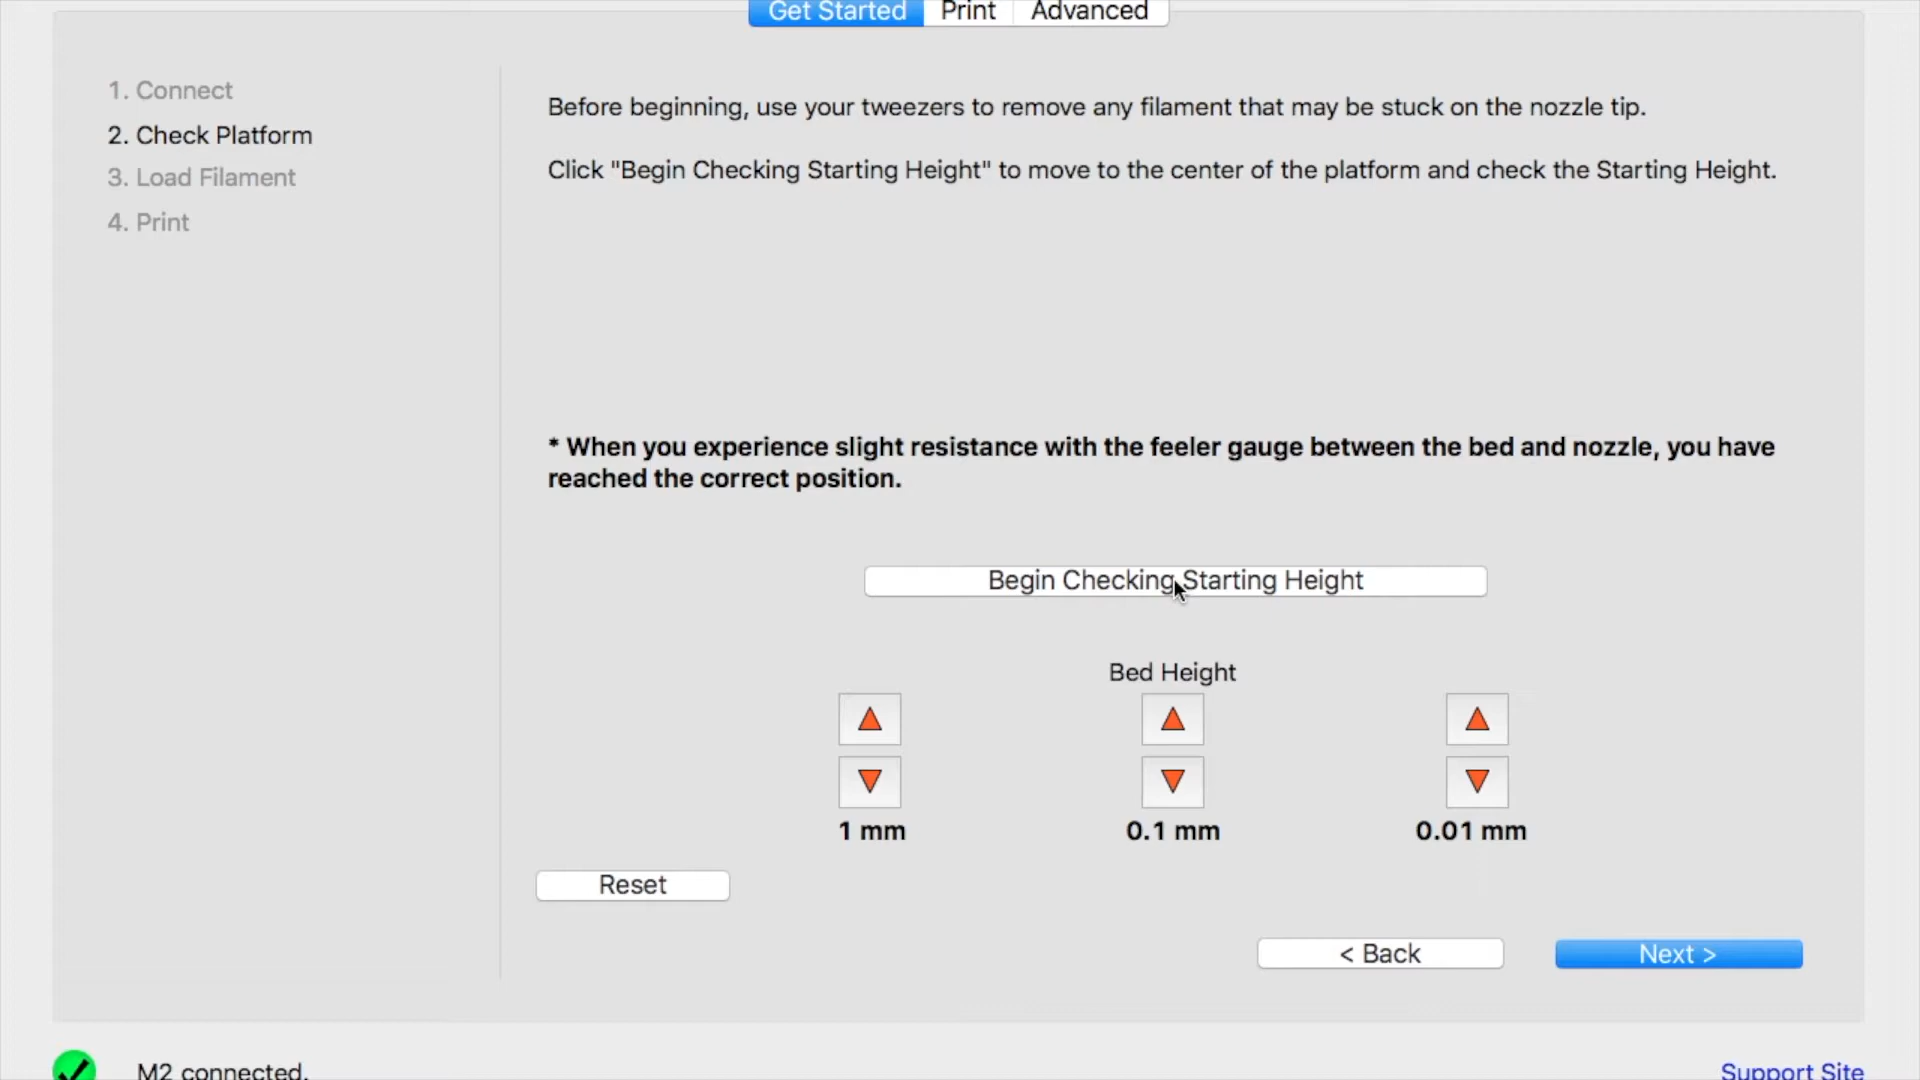 Get Started Print Advanced
1. Connect
2. Check Platform
3. Load Filament
4. Print
Before beginning, use your tweezers to remove any filament that may be stuck on the nozzle tip.
Click "Begin Checking Starting Height" to move to the center of the platform and check the Starting Height.
* When you experience slight resistance with the feeler gauge between the bed and nozzle, you have
reached the correct position.
Begin Checking Starting Height
Bed Height
1 mm 0.1 mm 0.01 mm
Reset
< Back Next >
M2 connected. Support Site